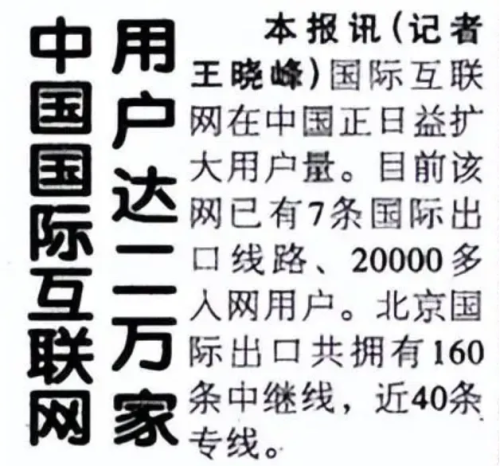 中国国际互联网
用户达二万家
本报讯(记者
王晓峰)国际互联
网在中国正日益扩
大用户量。目前该
网已有7条国际出
口线路、20000多
入网用户。北京国
际出口共拥有160
条中继线，近40条
专线。